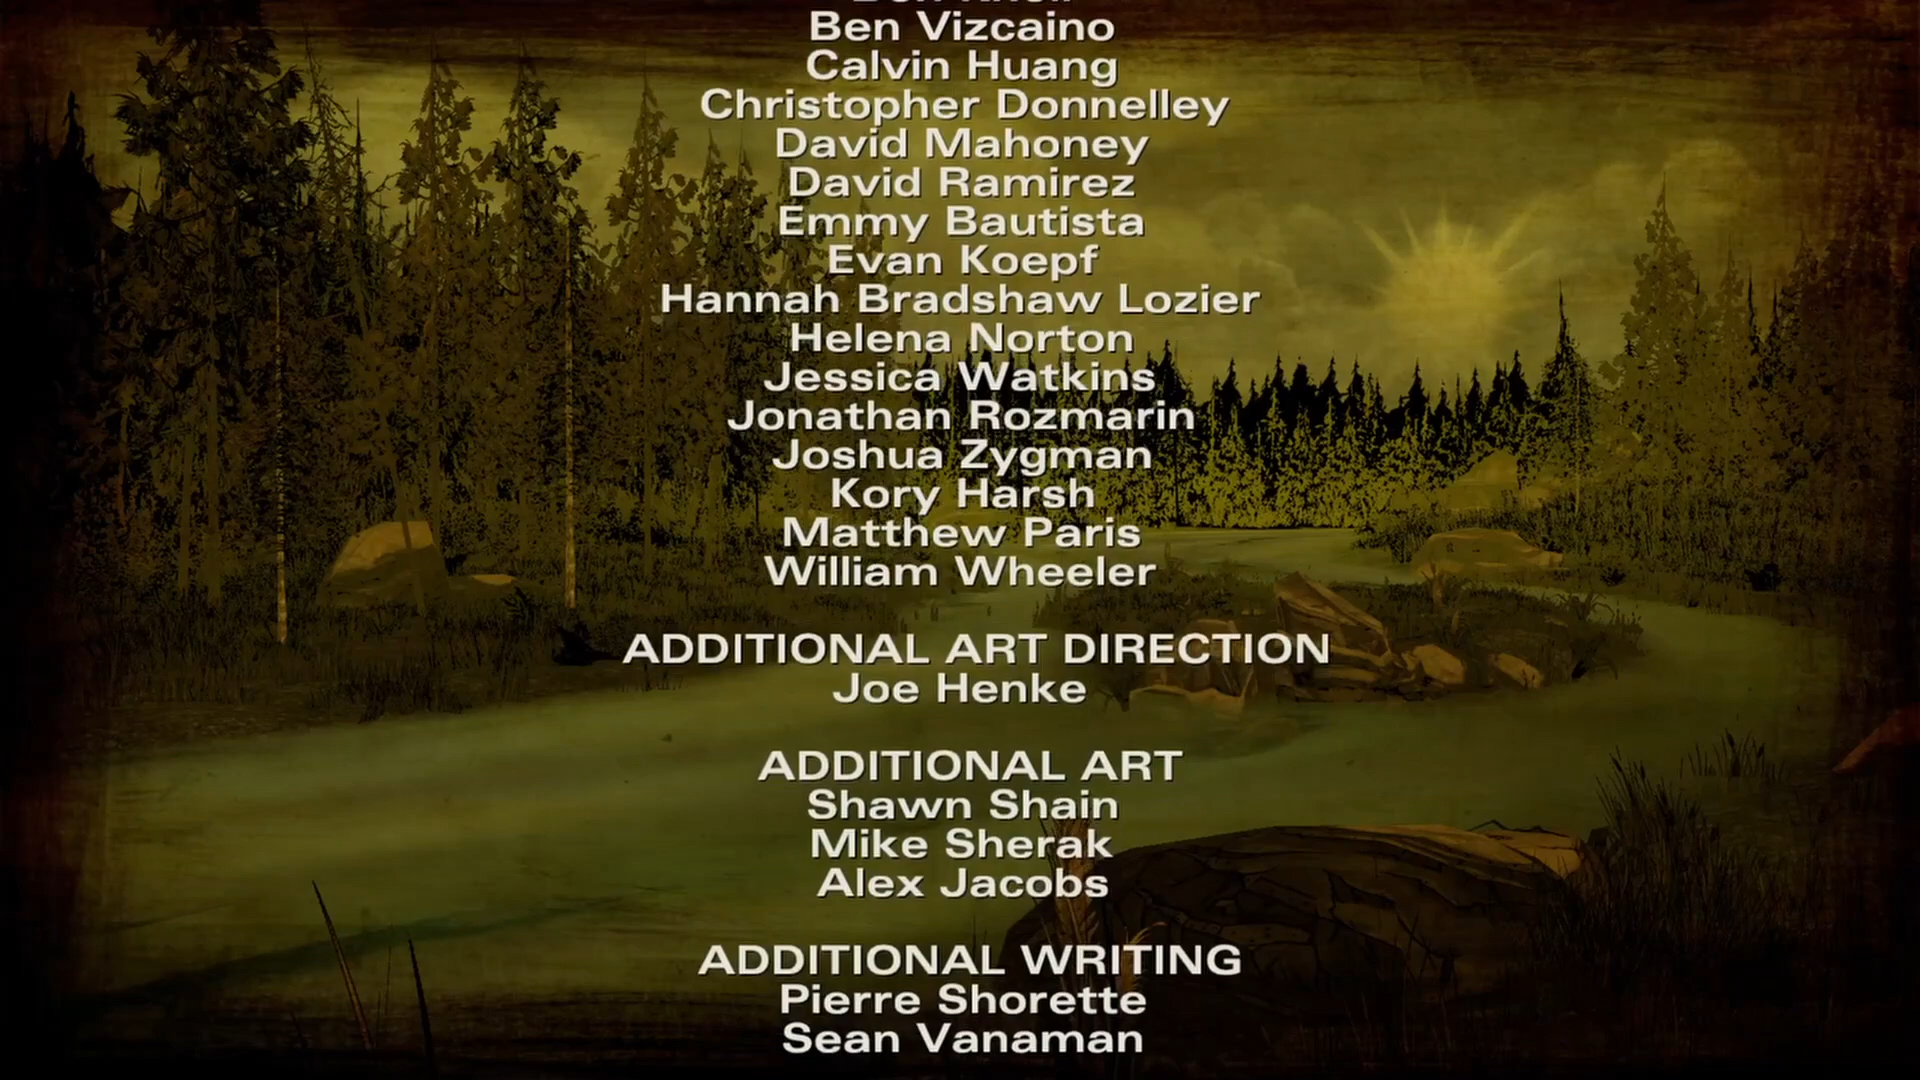 Ben Vizcaino
Calvin Huang
Christopher Donnelley
David Mahoney
David Ramirez
Emmy Bautista
Evan Koepf
Hannah Bradshaw Lozier
Helena Norton
Jessica Watkins
Jonathan Rozmarin
Joshua Zygman
Kory Harsh
Matthew Paris
William Wheeler
ADDITIONAL ART DIRECTION
Joe Henke
ADDITIONAL ART
Shawn Shain
Mike Sherak
Alex Jacobs
ADDITIONAL WRITING
Pierre Shorette
Sean Vanaman